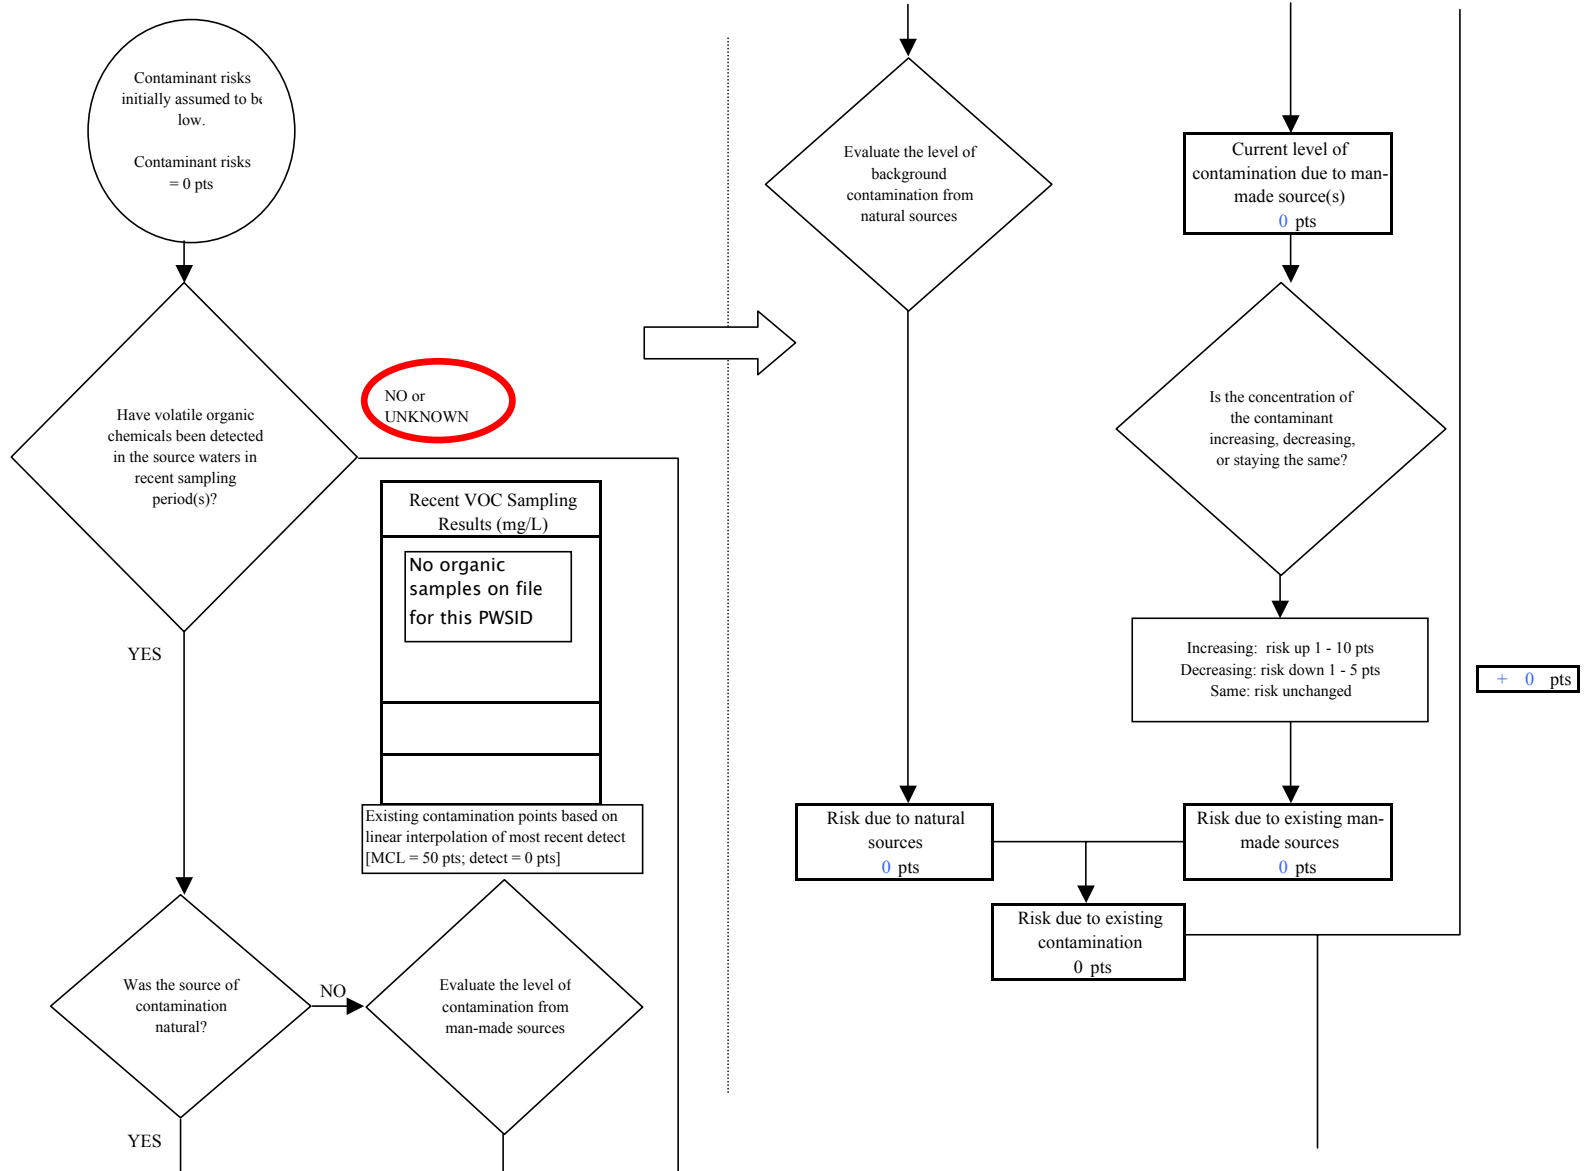 Contaminant risks
initially assumed to be
low.
Contaminant risks
= 0 pts
Have volatile organic
chemicals been detected
in the source waters in
recent sampling
period(s)?
NO or
UNKNOWN
YES
Recent VOC Sampling
Results (mg/L)
No organic
samples on file
for this PWSID
Existing contamination points based on
linear interpolation of most recent detect
[MCL = 50 pts; detect = 0 pts]
Was the source of
contamination
natural?
NO
YES
Evaluate the level of
contamination from
man-made sources
Evaluate the level of
background
contamination from
natural sources
Current level of
contamination due to man-
made source(s)
0 pts
Is the concentration of
the contaminant
increasing, decreasing,
or staying the same?
Increasing: risk up 1 - 10 pts
Decreasing: risk down 1 - 5 pts
Same: risk unchanged
+ 0 pts
Risk due to natural
sources
0 pts
Risk due to existing man-
made sources
0 pts
Risk due to existing
contamination
0 pts